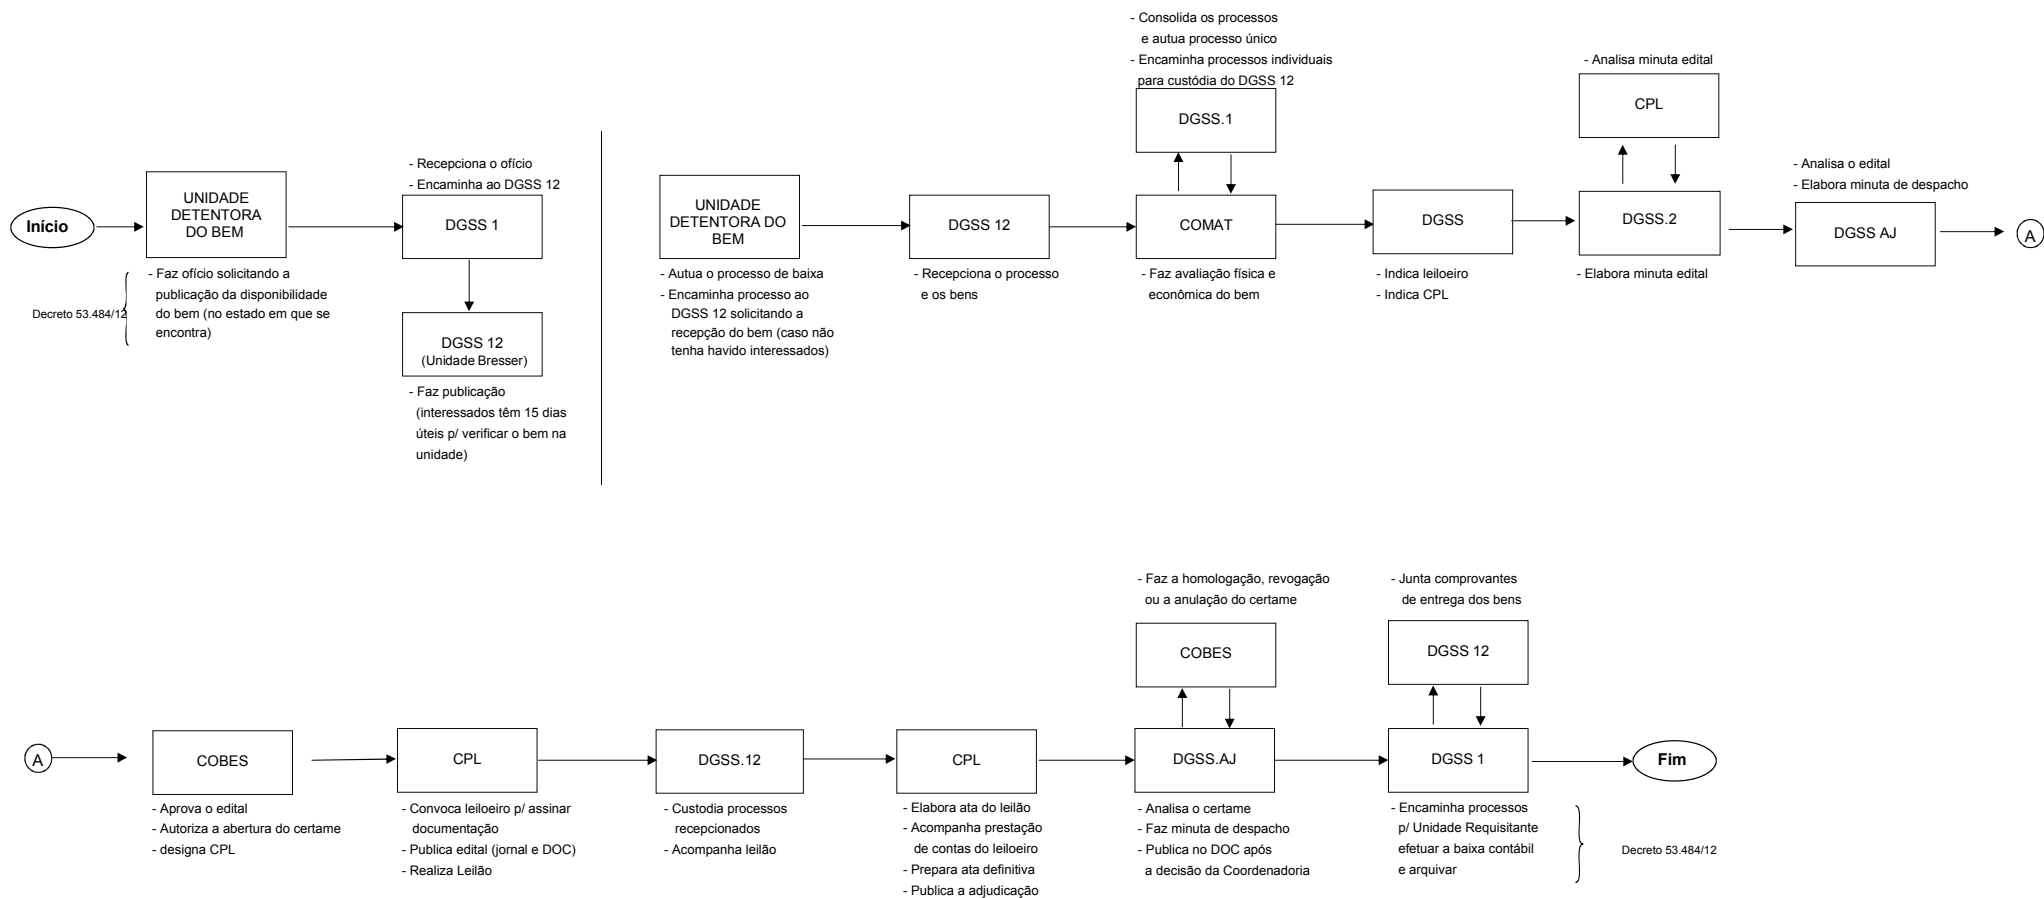 Início
UNIDADE
DETENTORA
DO BEM
Decreto 53.484/12
- Faz ofício solicitando a
publicação da disponibilidade
do bem (no estado em que se
encontra)
- Recepciona o ofício
- Encaminha ao DGSS 12
DGSS 1
DGSS 12
(Unidade Bresser)
- Faz publicação
(interessados têm 15 dias
úteis p/ verificar o bem na
unidade)
UNIDADE
DETENTORA DO
BEM
- Autua o processo de baixa
- Encaminha processo ao
DGSS 12 solicitando a
recepção do bem (caso não
tenha havido interessados)
DGSS 12
- Recepciona o processo
e os bens
- Consolida os processos
e autua processo único
- Encaminha processos individuais
para custódia do DGSS 12
DGSS.1
COMAT
- Faz avaliação física e
econômica do bem
DGSS
- Indica leiloeiro
- Indica CPL
- Analisa minuta edital
CPL
DGSS.2
- Elabora minuta edital
- Analisa o edital
- Elabora minuta de despacho
DGSS AJ
A
A
COBES
- Aprova o edital
- Autoriza a abertura do certame
- designa CPL
CPL
- Convoca leiloeiro p/ assinar
documentação
- Publica edital (jornal e DOC)
- Realiza Leilão
DGSS.12
- Custodia processos
recepcionados
- Acompanha leilão
CPL
- Elabora ata do leilão
- Acompanha prestação
de contas do leiloeiro
- Prepara ata definitiva
- Publica a adjudicação
- Faz a homologação, revogação
ou a anulação do certame
COBES
DGSS.AJ
- Analisa o certame
- Faz minuta de despacho
- Publica no DOC após
a decisão da Coordenadoria
- Junta comprovantes
de entrega dos bens
DGSS 12
DGSS 1
- Encaminha processos
p/ Unidade Requisitante
efetuar a baixa contábil
e arquivar
Fim
Decreto 53.484/12